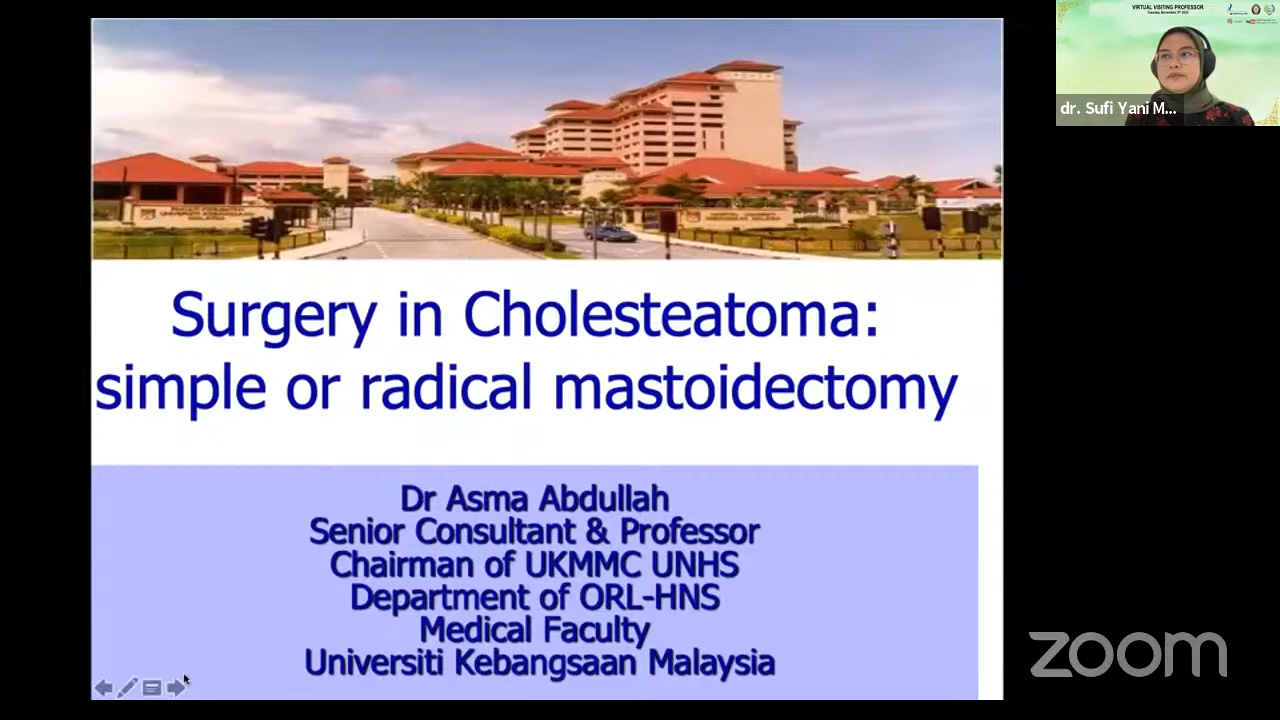 VIRTUAL VISITING PROFESSOR
dr. Sufi Yani M...
Surgery in Cholesteatoma:
simple or radical mastoidectomy
Dr Asma Abdullah
Senior Consultant & Professor
Chairman of UKMMC UNHS
Department of ORL-HNS
Medical Faculty
Universiti Kebangsaan Malaysia
zoom